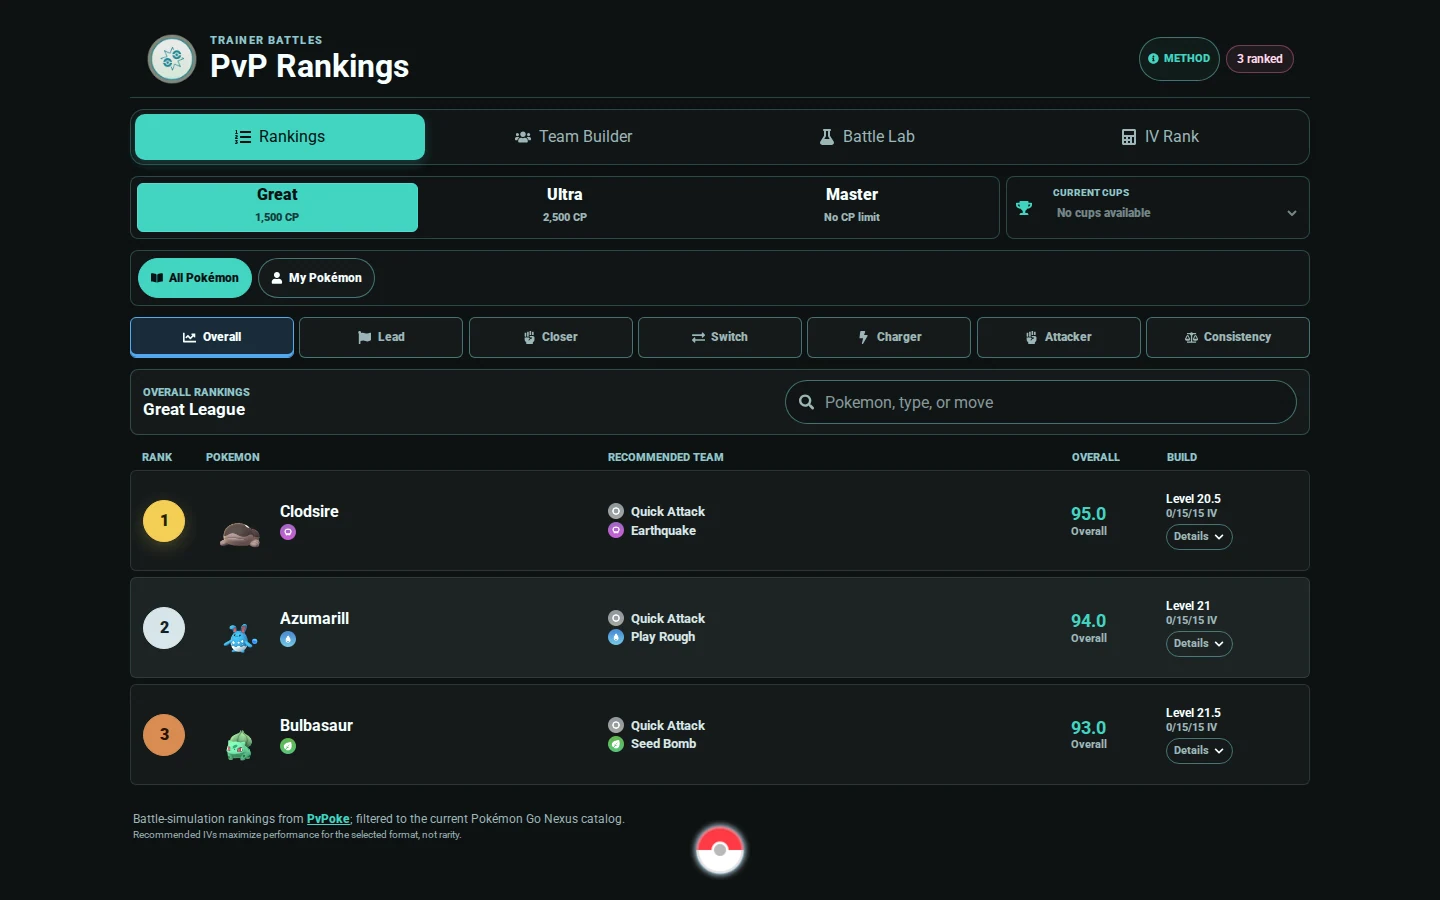 TRAINER BATTLES
PvP Rankings
METHOD
3 ranked
Rankings
Team Builder
Battle Lab
IV Rank
Great
1,500 CP
Ultra
2,500 CP
Master
No CP limit
CURRENT CUPS
No cups available
All Pokémon
My Pokémon
Overall
Lead
Closer
Switch
Charger
Attacker
Consistency
OVERALL RANKINGS
Great League
Pokemon, type, or move
RANK
POKEMON
RECOMMENDED TEAM
OVERALL
BUILD
1
Clodsire
Quick Attack
Earthquake
95.0
Overall
Level 20.5
0/15/15 IV
Details
2
Azumarill
Quick Attack
Play Rough
94.0
Overall
Level 21
0/15/15 IV
Details
3
Bulbasaur
Quick Attack
Seed Bomb
93.0
Overall
Level 21.5
0/15/15 IV
Details
Battle-simulation rankings from PvPoke; filtered to the current Pokémon Go Nexus catalog.
Recommended IVs maximize performance for the selected format, not rarity.